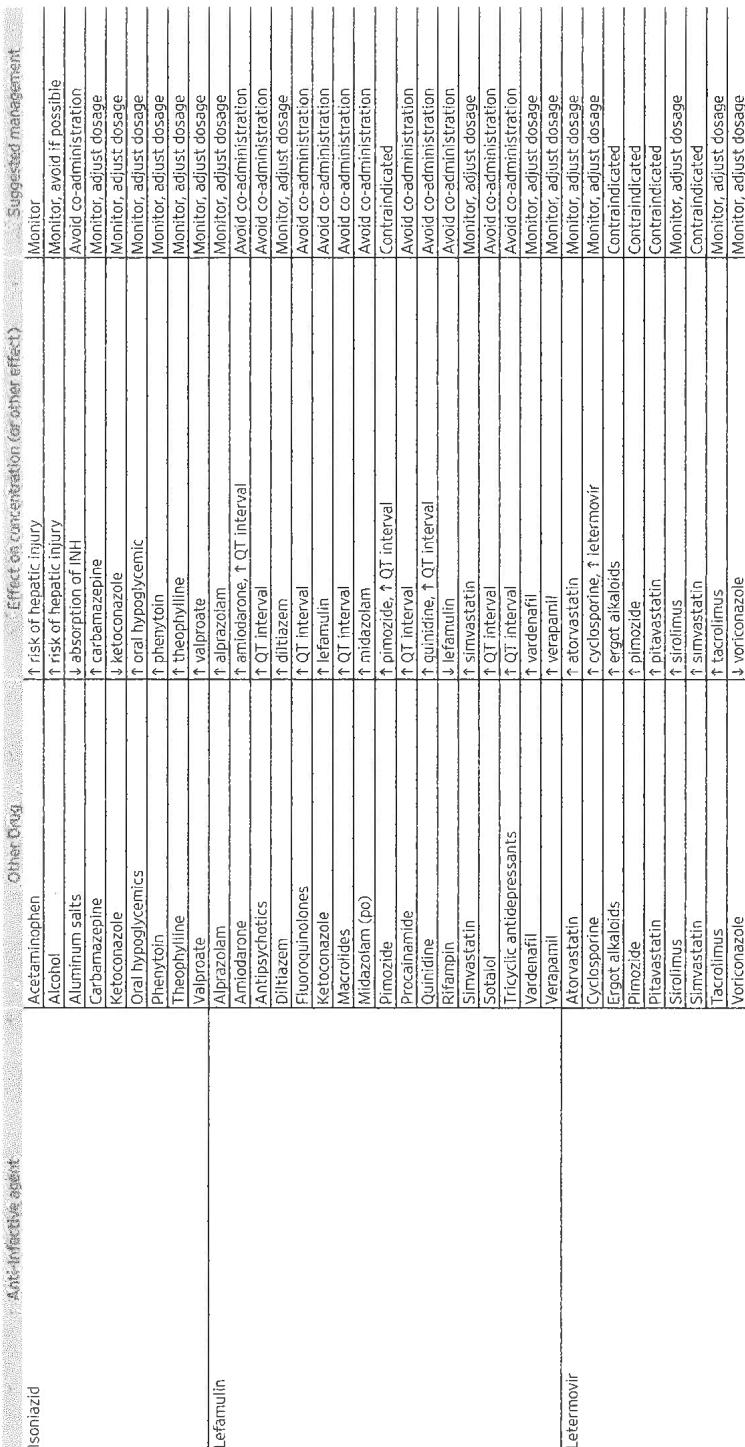 Anti-Infective agent Other Drug Effect on concentration (or other effect) Suggested management
Isoniazid Acetaminophen ↑ risk of hepatic injury Monitor
Alcohol ↑ risk of hepatic injury Monitor, avoid if possible
Aluminum salts ↓ absorption of INH Avoid co-administration
Carbamazepine ↑ carbamazepine Monitor, adjust dosage
Ketoconazole ↓ ketoconazole Monitor, adjust dosage
Oral hypoglycemics ↑ oral hypoglycemic Monitor, adjust dosage
Phenytoin ↑ phenytoin Monitor, adjust dosage
Theophylline ↑ theophylline Monitor, adjust dosage
Valproate ↑ valproate Monitor, adjust dosage
Lefamulin Alprazolam ↑ alprazolam Monitor, adjust dosage
Amiodarone ↑ amiodarone, ↑ QT interval Avoid co-administration
Antipsychotics ↑ QT interval Avoid co-administration
Diltiazem ↑ diltiazem Monitor, adjust dosage
Fluoroquinolones ↑ QT interval Avoid co-administration
Ketoconazole ↑ lefamulin Avoid co-administration
Macrolides ↑ QT interval Avoid co-administration
Midazolam (po) ↑ midazolam Avoid co-administration
Pimozide ↑ pimozide, ↑ QT interval Contraindicated
Procainamide ↑ QT interval Avoid co-administration
Quinidine ↑ quinidine, ↑ QT interval Avoid co-administration
Rifampin ↓ lefamulin Avoid co-administration
Simvastatin ↑ simvastatin Monitor, adjust dosage
Sotalol ↑ QT interval Avoid co-administration
Tricyclic antidepressants ↑ QT interval Avoid co-administration
Vardenafil ↑ vardenafil Monitor, adjust dosage
Verapamil ↑ verapamil Monitor, adjust dosage
Letermovir Atorvastatin ↑ atorvastatin Monitor, adjust dosage
Cyclosporine ↑ cyclosporine, ↑ letermovir Monitor, adjust dosage
Ergot alkaloids ↑ ergot alkaloids Contraindicated
Pimozide ↑ pimozide Contraindicated
Pitavastatin ↑ pitavastatin Contraindicated
Sirolimus ↑ sirolimus Monitor, adjust dosage
Simvastatin ↑ simvastatin Contraindicated
Tacrolimus ↑ tacrolimus Monitor, adjust dosage
Voriconazole ↓ voriconazole Monitor, adjust dosage